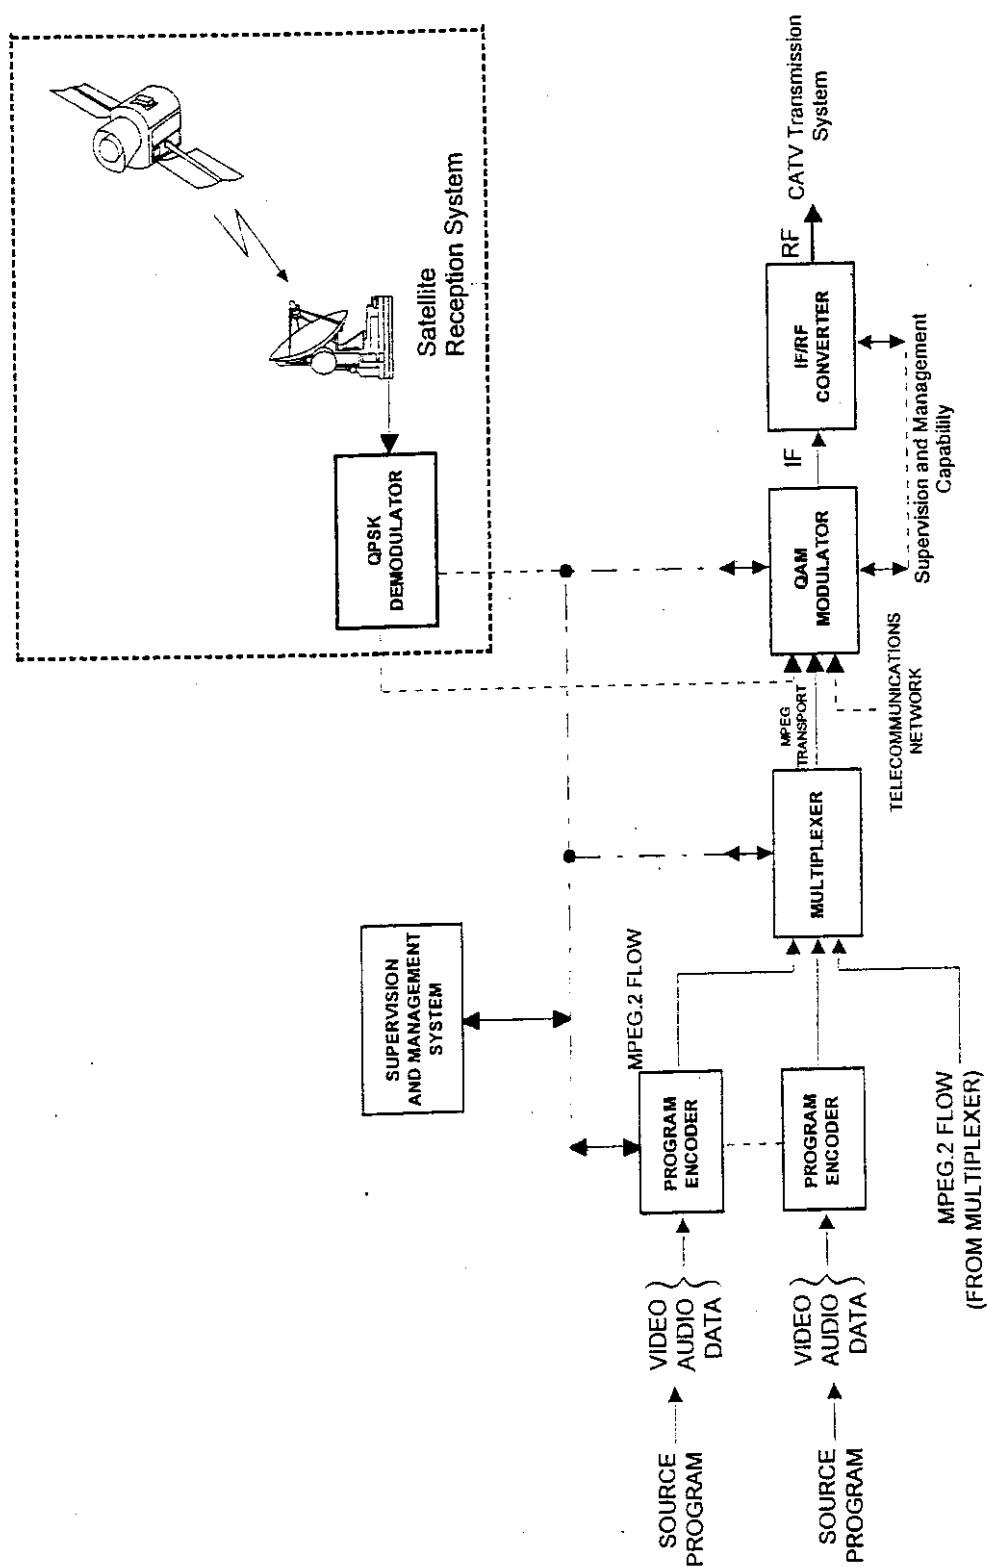 Satellite
Reception System
QPSK
DEMODULATOR
SUPERVISION
AND MANAGEMENT
SYSTEM
SOURCE
PROGRAM
VIDEO
AUDIO
DATA
PROGRAM
ENCODER
MPEG.2 FLOW
SOURCE
PROGRAM
VIDEO
AUDIO
DATA
PROGRAM
ENCODER
MPEG.2 FLOW
(FROM MULTIPLEXER)
MULTIPLEXER
MPEG
TRANSPORT
TELECOMMUNICATIONS
NETWORK
QAM
MODULATOR
IF
IF/RF
CONVERTER
RF
CATV Transmission
System
Supervision and Management
Capability